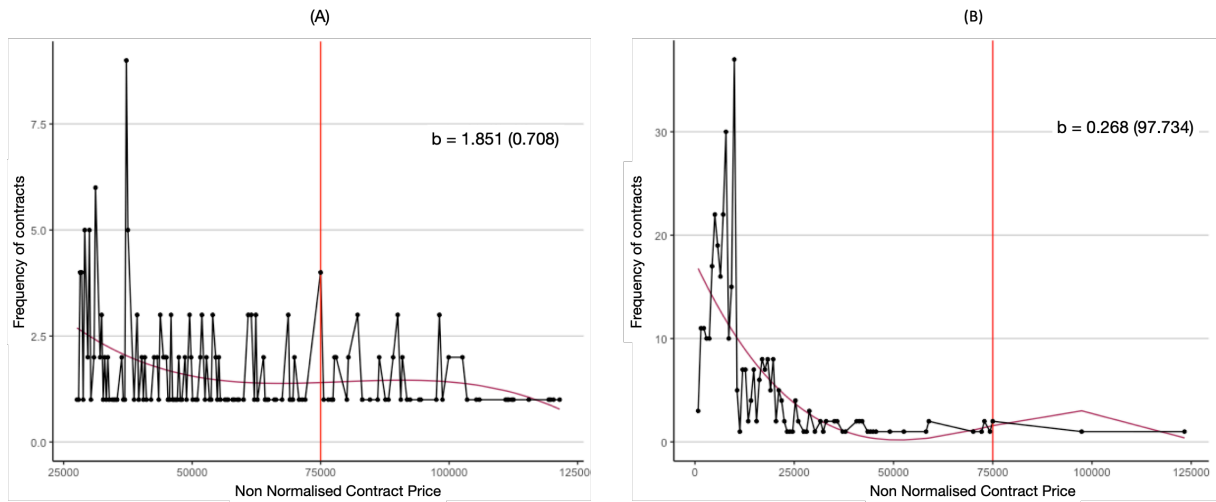 (A)
Frequency of contracts
7.5
5.0
2.5
0.0
b = 1.851 (0.708)
25000 50000 75000 100000 12500
Non Normalised Contract Price
(B)
Frequency of contracts
30
20
10
0
b = 0.268 (97.734)
0 25000 50000 75000 100000 125000
Non Normalised Contract Price